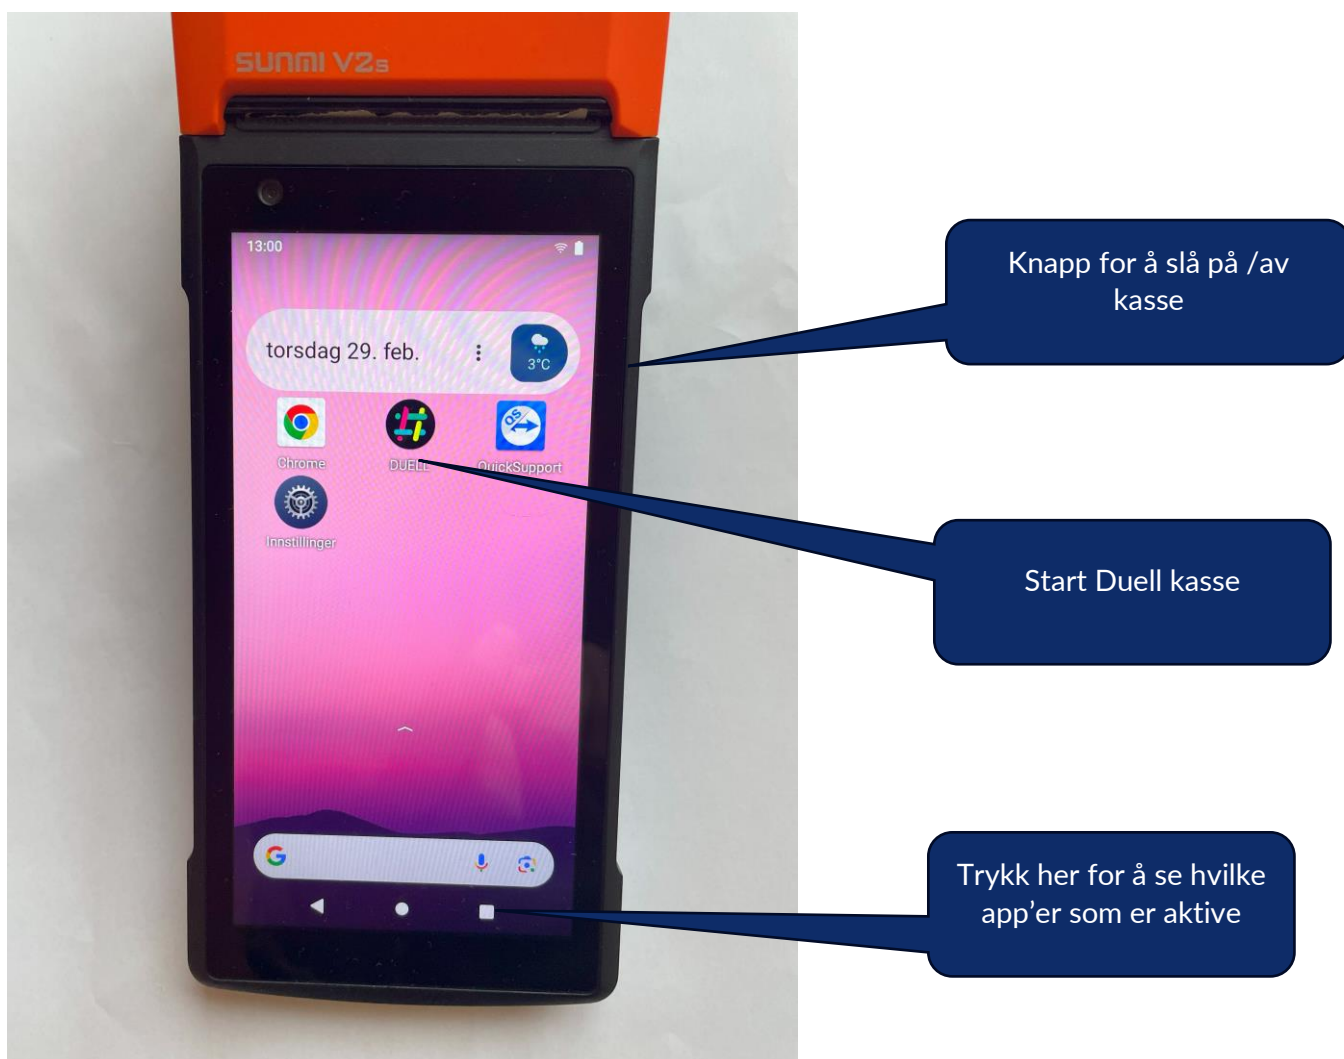 SUNMI V2s
13:00
torsdag 29. feb.
3°C
Chrome
DUELL
QuickSupport
QS
Innstillinger
G
Knapp for å slå på /av
kasse
Start Duell kasse
Trykk her for å se hvilke
app’er som er aktive